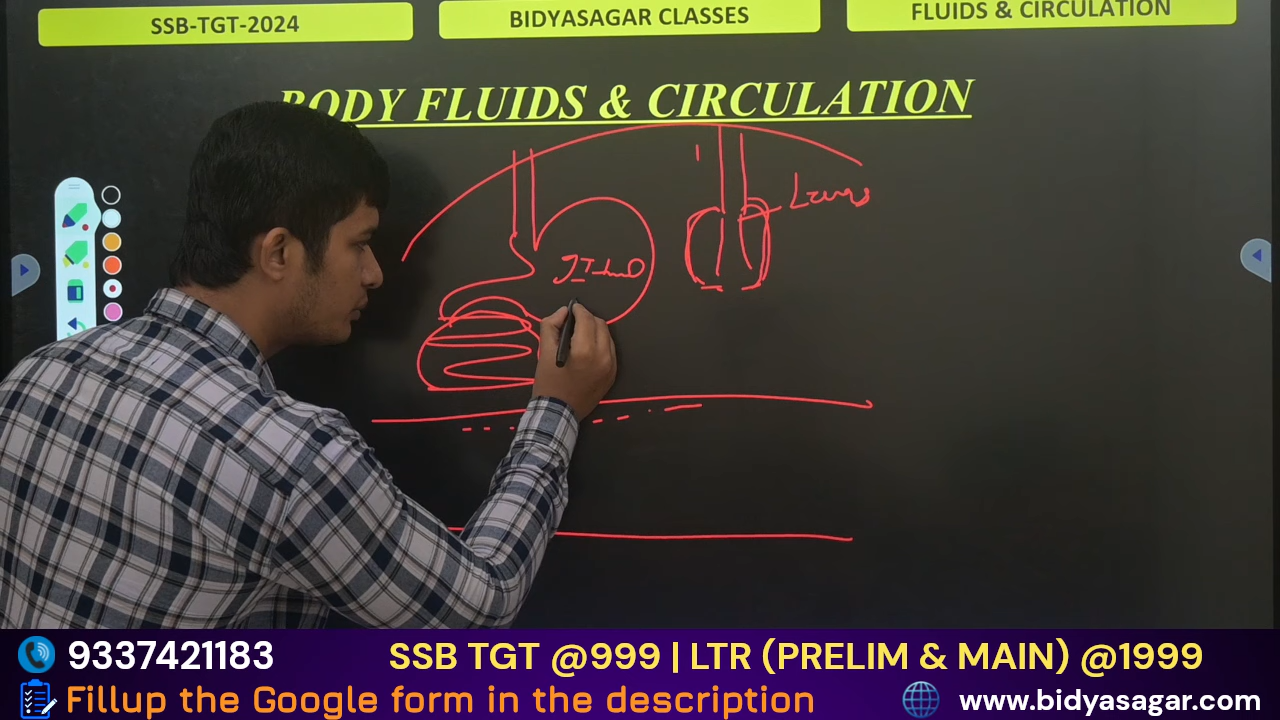 SSB-TGT-2024
BIDYASAGAR CLASSES
FLUIDS & CIRCULATION
BODY FLUIDS & CIRCULATION
Lungs
9337421183
SSB TGT @999 | LTR (PRELIM & MAIN) @1999
Fillup the Google form in the description
www.bidyasagar.com